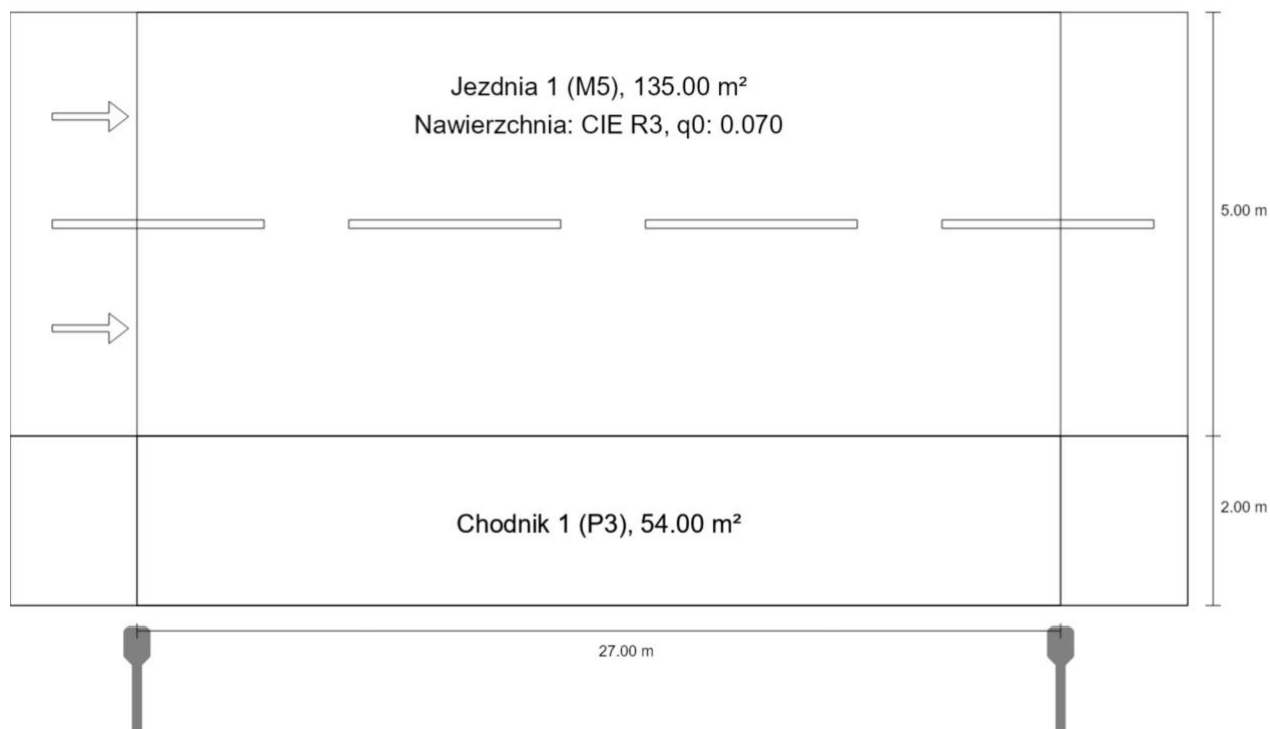 Jezdnia 1 (M5), 135.00 m²
Nawierzchnia: CIE R3, q0: 0.070
5.00 m
Chodnik 1 (P3), 54.00 m²
2.00 m
27.00 m